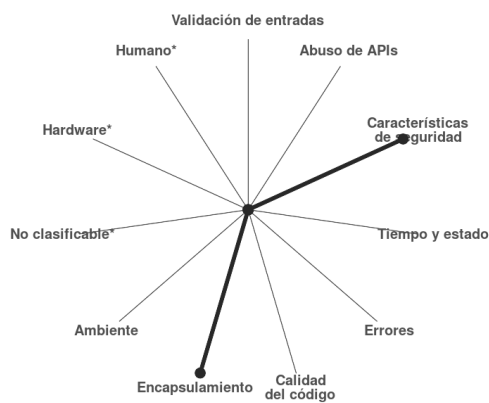 Validación de entradas
Humano*
Abuso de APIs
Hardware*
Características
de seguridad
No clasificable*
Tiempo y estado
Ambiente
Errores
Encapsulamiento
Calidad
del código